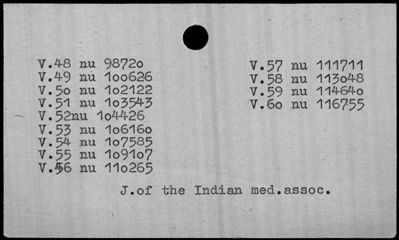 V.48 nu 98720
V.49 nu 100626
V.50 nu 102122
V.51 nu 103543
V.52nu 104426
V.53 nu 106160
V.54 nu 107585
V.55 nu 109107
V.56 nu 110265
V.57 nu 111711
V.58 nu 113048
V.59 nu 114640
V.60 nu 116755
J.of the Indian med.assoc.